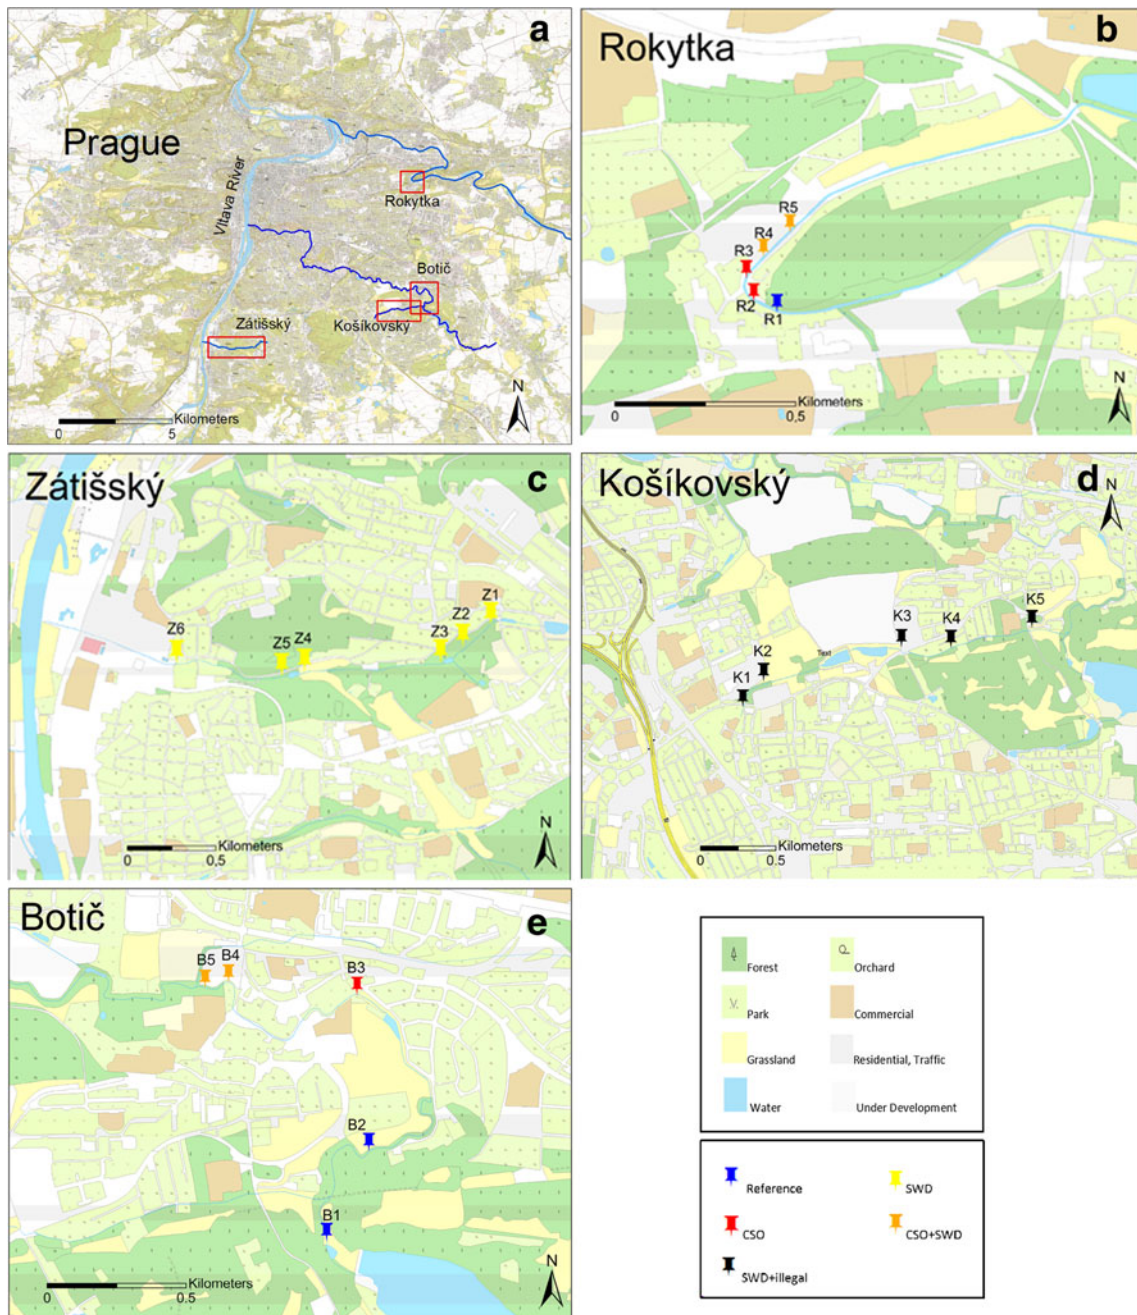 a
Prague
Vltava River
Rokytka
Botič
Košíkovský
Zátišský
N
Kilometers
0 5
b
Rokytka
R5
R4
R3
R2
R1
N
Kilometers
0 0.5
c
Zátišský
Z1
Z2
Z3
Z4
Z5
Z6
N
Kilometers
0 0.5
d
Košíkovský
N
K5
K3
K4
K2
Text
K1
Kilometers
0 0.5
e
Botič
B5 B4
B3
B2
B1
N
Kilometers
0 0.5
Forest Orchard
Park Commercial
Grassland Residential, Traffic
Water Under Development
Reference SWD
CSO CSO+SWD
SWD+illegal